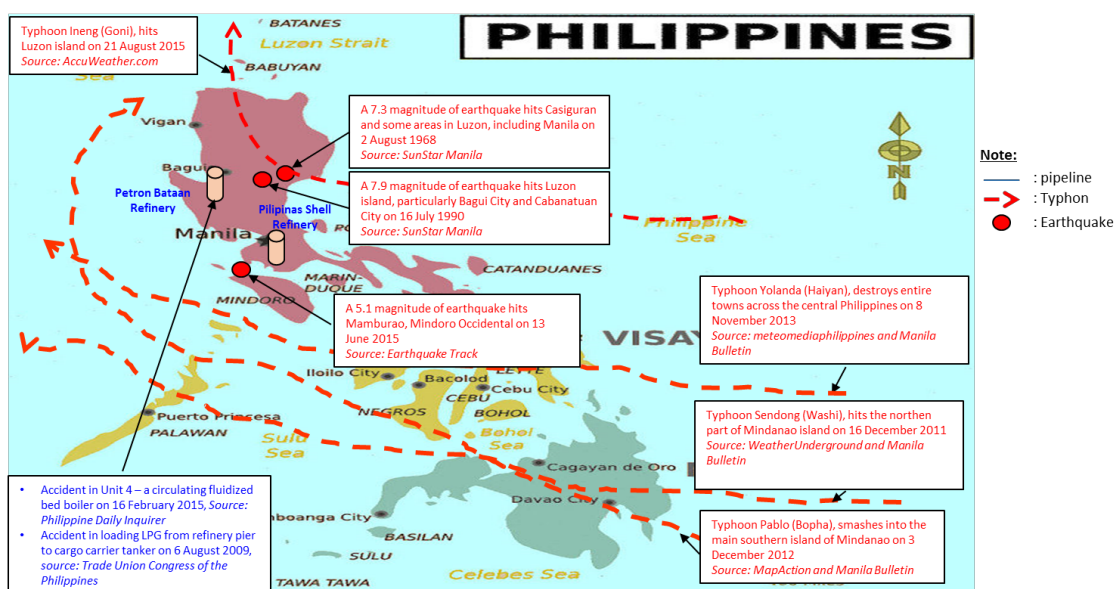 PHILIPPINES
BATANES
Luzon Strait
BABUYAN
Sea
Typhoon Ineng (Goni), hits
Luzon island on 21 August 2015
Source: AccuWeather.com
Vigan
A 7.3 magnitude of earthquake hits Casiguran
and some areas in Luzon, including Manila on
2 August 1968
Source: SunStar Manila
Note:
: pipeline
: Typhon
: Earthquake
N
Bagui
Petron Bataan
Refinery
A 7.9 magnitude of earthquake hits Luzon
island, particularly Bagui City and Cabanatuan
City on 16 July 1990
Source: SunStar Manila
Pilipinas Shell
Refinery
Manila
Philippine
Sea
CATANDUANES
MARIN-
DUQUE
MINDORO
A 5.1 magnitude of earthquake hits
Mamburao, Mindoro Occidental on 13
June 2015
Source: Earthquake Track
VISAY
Typhoon Yolanda (Haiyan), destroys entire
towns across the central Philippines on 8
November 2013
Source: meteomediaphilippines and Manila
Bulletin
Iloilo City
Bacolod
LEYTE
Cebu City
CEBU
NEGROS
BOHOL
Puerto Princesa
PALAWAN
Sulu
Sea
Bohol
Sea
Typhoon Sendong (Washi), hits the northen
part of Mindanao Island on 16 December 2011
Source: WeatherUnderground and Manila
Bulletin
Cagayan de Oro
Davao City
mboanga City
BASILAN
SULU
TAWA TAWA
Celebes Sea
Typhoon Pablo (Bopha), smashes into the
main southern island of Mindanao on 3
December 2012
Source: MapAction and Manila Bulletin
• Accident in Unit 4 – a circulating fluidized
bed boiler on 16 February 2015, Source:
Philippine Daily Inquirer
• Accident in loading LPG from refinery pier
to cargo carrier tanker on 6 August 2009,
source: Trade Union Congress of the
Philippines